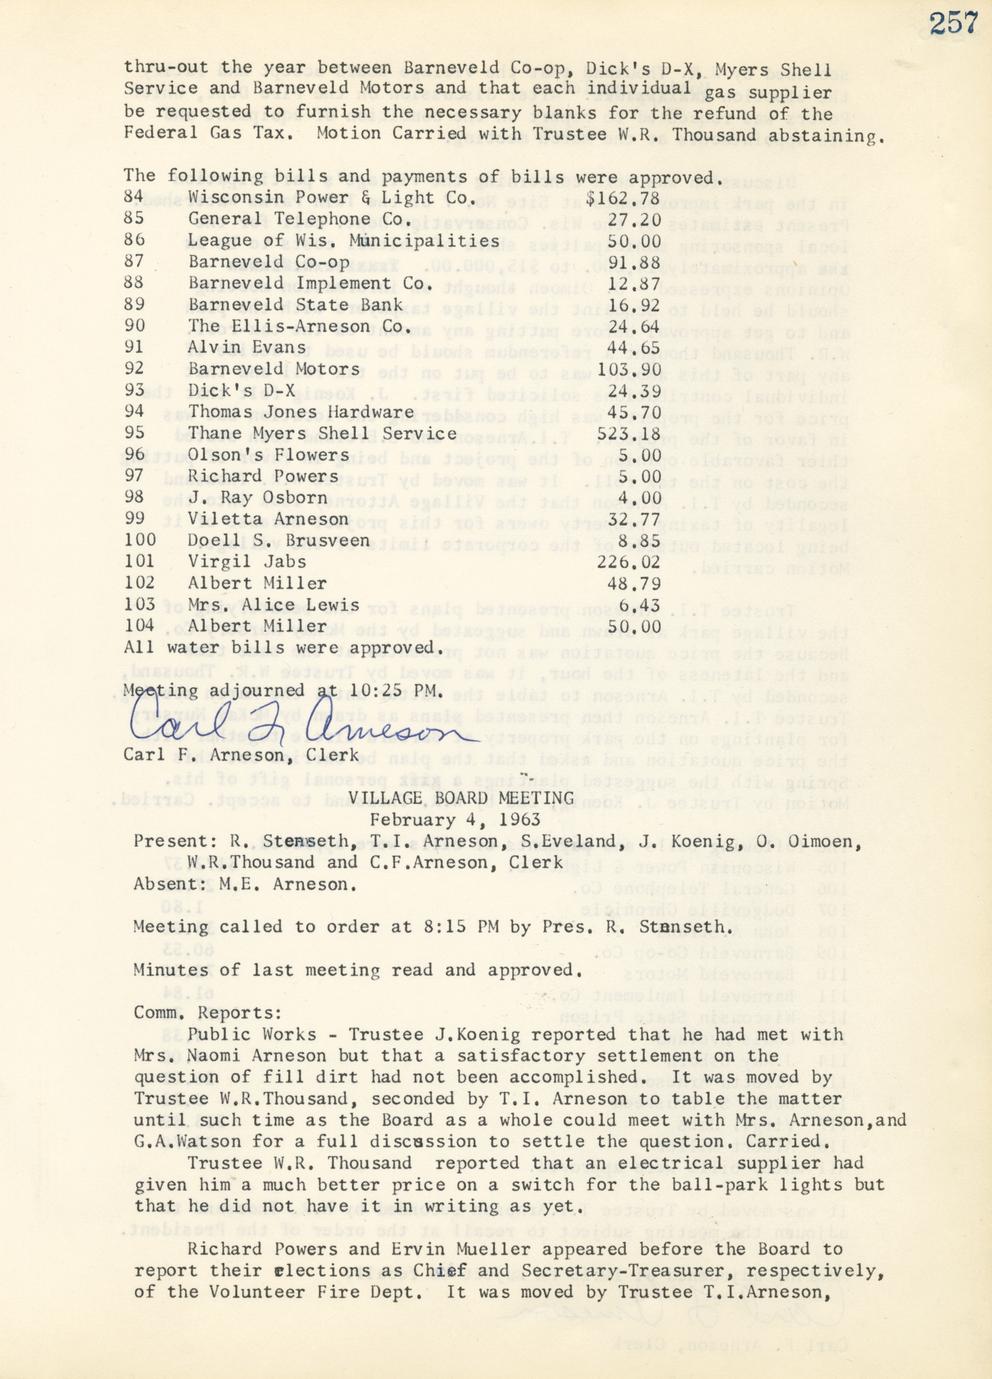 257
thru-out the year between Barneveld Co-op, Dick's D-X, Myers Shell
Service and Barneveld Motors and that each individual gas supplier
be requested to furnish the necessary blanks for the refund of the
Federal Gas Tax. Motion Carried with Trustee W.R. Thousand abstaining.
The following bills and payments of bills were approved.
84 Wisconsin Power & Light Co. $162.78
85 General Telephone Co. 27.20
86 League of Wis. Municipalities 50.00
87 Barneveld Co-op 91.88
88 Barneveld Implement Co. 12.87
89 Barneveld State Bank 16.92
90 The Ellis-Arneson Co. 24.64
91 Alvin Evans 44.65
92 Barneveld Motors 103.90
93 Dick's D-X 24.39
94 Thomas Jones Hardware 45.70
95 Thane Myers Shell Service 523.18
96 Olson's Flowers 5.00
97 Richard Powers 5.00
98 J. Ray Osborn 4.00
99 Viletta Arneson 32.77
100 Doell S. Brusveen 8.85
101 Virgil Jabs 226.02
102 Albert Miller 48.79
103 Mrs. Alice Lewis 6.43
104 Albert Miller 50.00
All water bills were approved.
Meeting adjourned at 10:25 PM.
Carl F. Arneson
Carl F. Arneson, Clerk
VILLAGE BOARD MEETING
February 4, 1963
Present: R. Stenseth, T.I. Arneson, S.Eveland, J. Koenig, O. Oimoen,
W.R.Thousand and C.F.Arneson, Clerk
Absent: M.E. Arneson.
Meeting called to order at 8:15 PM by Pres. R. Stenseth.
Minutes of last meeting read and approved.
Comm. Reports:
Public Works - Trustee J.Koenig reported that he had met with
Mrs. Naomi Arneson but that a satisfactory settlement on the
question of fill dirt had not been accomplished. It was moved by
Trustee W.R.Thousand, seconded by T.I. Arneson to table the matter
until such time as the Board as a whole could meet with Mrs. Arneson,and
G.A.Watson for a full discussion to settle the question. Carried.
Trustee W.R. Thousand reported that an electrical supplier had
given him a much better price on a switch for the ball-park lights but
that he did not have it in writing as yet.
Richard Powers and Ervin Mueller appeared before the Board to
report their elections as Chief and Secretary-Treasurer, respectively,
of the Volunteer Fire Dept. It was moved by Trustee T.I.Arneson,